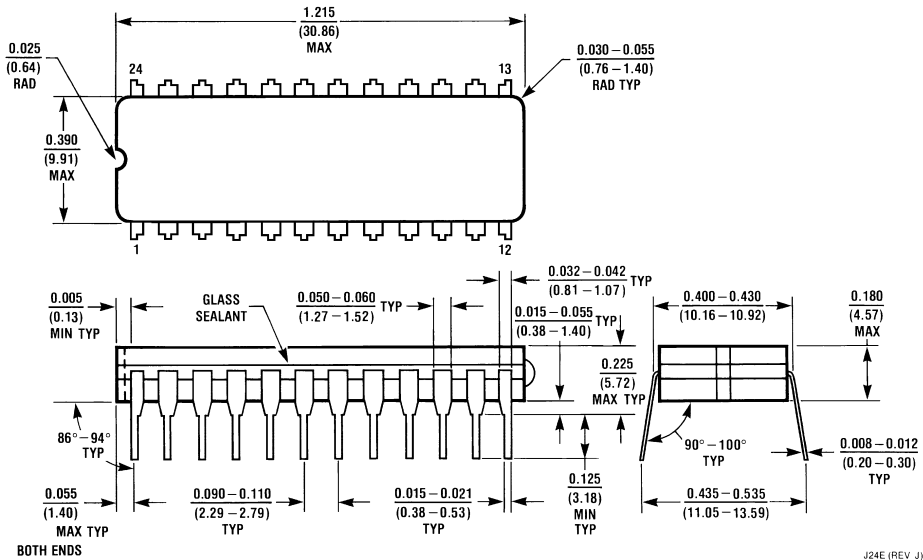 1.215
(30.86)
MAX
0.025
(0.64)
RAD
0.030 – 0.055
(0.76 – 1.40)
RAD TYP
24
13
0.390
(9.91)
MAX
1
12
0.005
(0.13)
MIN TYP
GLASS
SEALANT
0.050 – 0.060
(1.27 – 1.52)
TYP
0.032 – 0.042
(0.81 – 1.07)
TYP
0.015 – 0.055
(0.38 – 1.40)
TYP
0.400 – 0.430
(10.16 – 10.92)
0.180
(4.57)
MAX
0.225
(5.72)
MAX TYP
86° – 94°
TYP
90° – 100°
TYP
0.008 – 0.012
(0.20 – 0.30)
TYP
0.055
(1.40)
MAX TYP
BOTH ENDS
0.090 – 0.110
(2.29 – 2.79)
TYP
0.015 – 0.021
(0.38 – 0.53)
TYP
0.125
(3.18)
MIN
TYP
0.435 – 0.535
(11.05 – 13.59)
J24E (REV J)